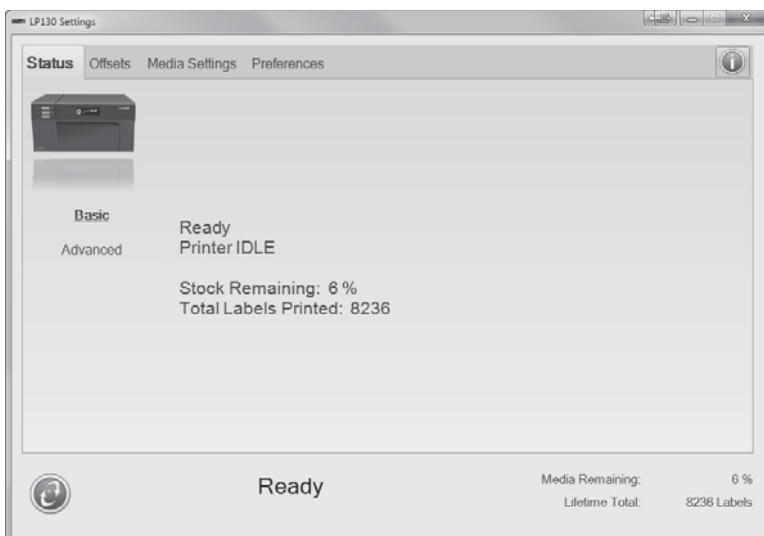 LP130 Settings
Status Offsets Media Settings Preferences
Basic
Advanced
Ready
Printer IDLE
Stock Remaining: 6 %
Total Labels Printed: 8236
Ready
Media Remaining: 6 %
Lifetime Total: 8236 Labels